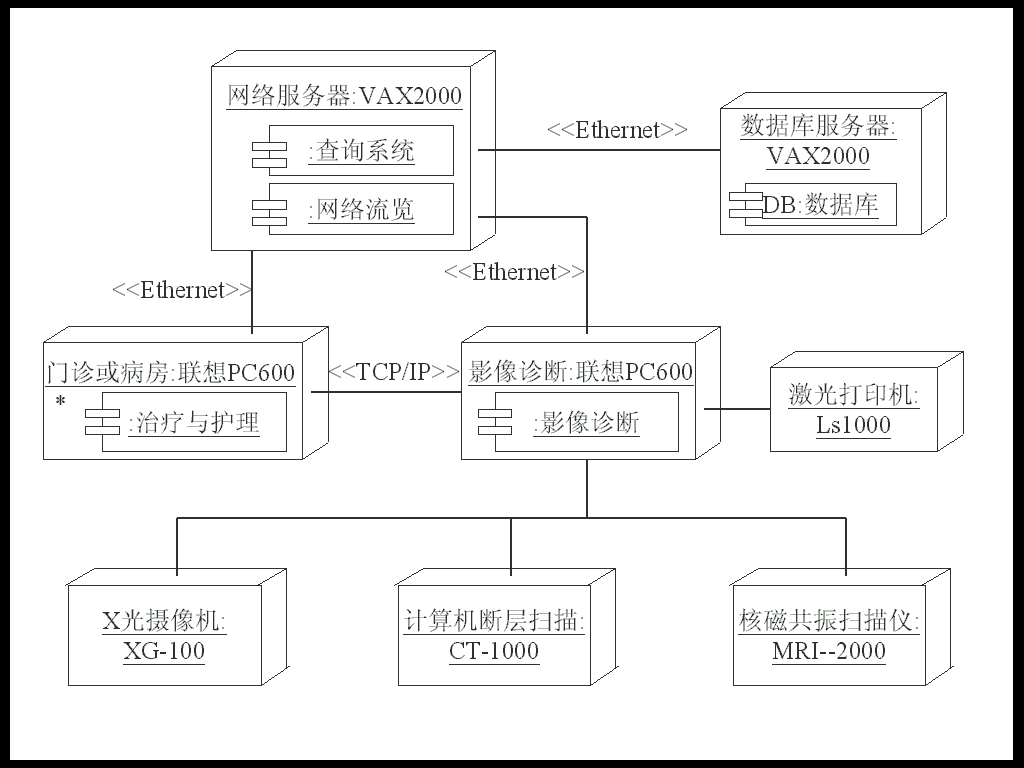 网络服务器:VAX2000
:查询系统
:网络流览
<<Ethernet>>
数据库服务器:
VAX2000
DB:数据库
<<Ethernet>>
<<Ethernet>>
门诊或病房:联想PC600
*
:治疗与护理
<<TCP/IP>>
影像诊断:联想PC600
:影像诊断
激光打印机:
Ls1000
X光摄像机:
XG-100
计算机断层扫描:
CT-1000
核磁共振扫描仪:
MRI--2000